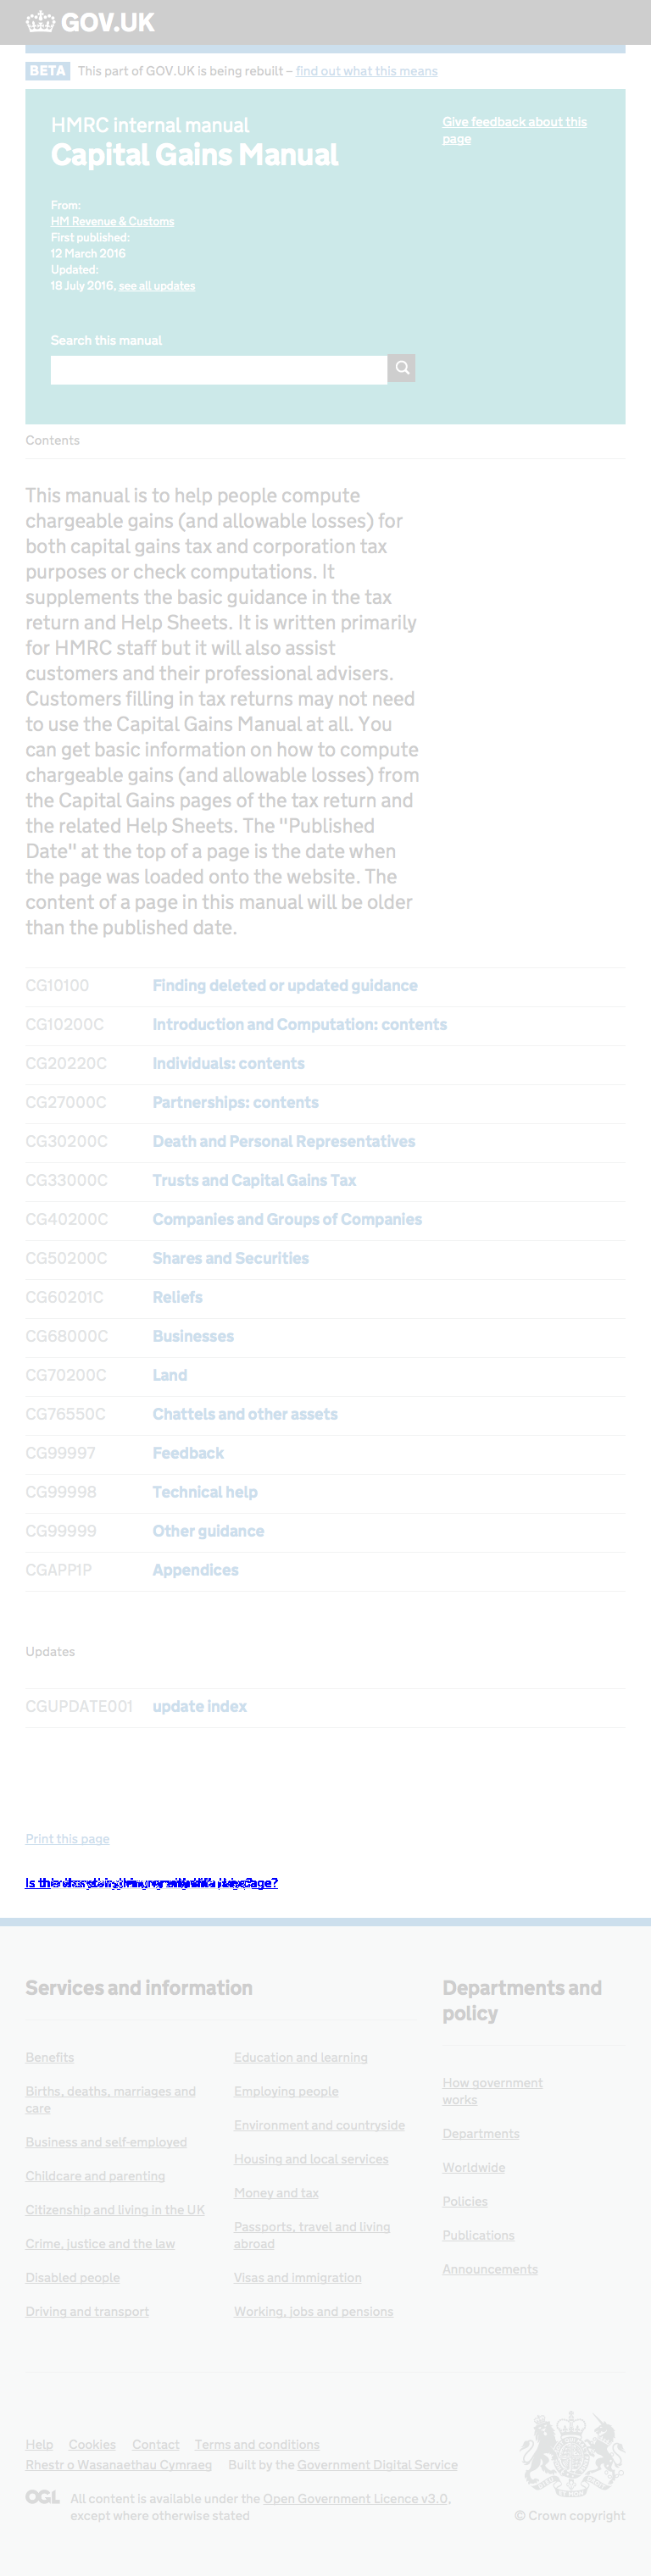 GOV.UK
BETA This part of GOV.UK is being rebuilt – find out what this means
HMRC internal manual
Capital Gains Manual
Give feedback about this
page
From:
HM Revenue & Customs
First published:
12 March 2016
Updated:
18 July 2016, see all updates
Search this manual
Contents
This manual is to help people compute
chargeable gains (and allowable losses) for
both capital gains tax and corporation tax
purposes or check computations. It
supplements the basic guidance in the tax
return and Help Sheets. It is written primarily
for HMRC staff but it will also assist
customers and their professional advisers.
Customers filling in tax returns may not need
to use the Capital Gains Manual at all. You
can get basic information on how to compute
chargeable gains (and allowable losses) from
the Capital Gains pages of the tax return and
the related Help Sheets. The "Published
Date" at the top of a page is the date when
the page was loaded onto the website. The
content of a page in this manual will be older
than the published date.
CG10100 Finding deleted or updated guidance
CG10200C Introduction and Computation: contents
CG20220C Individuals: contents
CG27000C Partnerships: contents
CG30200C Death and Personal Representatives
CG33000C Trusts and Capital Gains Tax
CG40200C Companies and Groups of Companies
CG50200C Shares and Securities
CG60201C Reliefs
CG68000C Businesses
CG70200C Land
CG76550C Chattels and other assets
CG99997 Feedback
CG99998 Technical help
CG99999 Other guidance
CGAPP1P Appendices
Updates
CGUPDATE001 update index
Print this page
Services and information
Benefits
Births, deaths, marriages and
care
Business and self-employed
Childcare and parenting
Citizenship and living in the UK
Crime, justice and the law
Disabled people
Driving and transport
Education and learning
Employing people
Environment and countryside
Housing and local services
Money and tax
Passports, travel and living
abroad
Visas and immigration
Working, jobs and pensions
Departments and
policy
How government
works
Departments
Worldwide
Policies
Publications
Announcements
Help Cookies Contact Terms and conditions
Rhestr o Wasanaethau Cymraeg Built by the Government Digital Service
OGL All content is available under the Open Government Licence v3.0,
except where otherwise stated
© Crown copyright